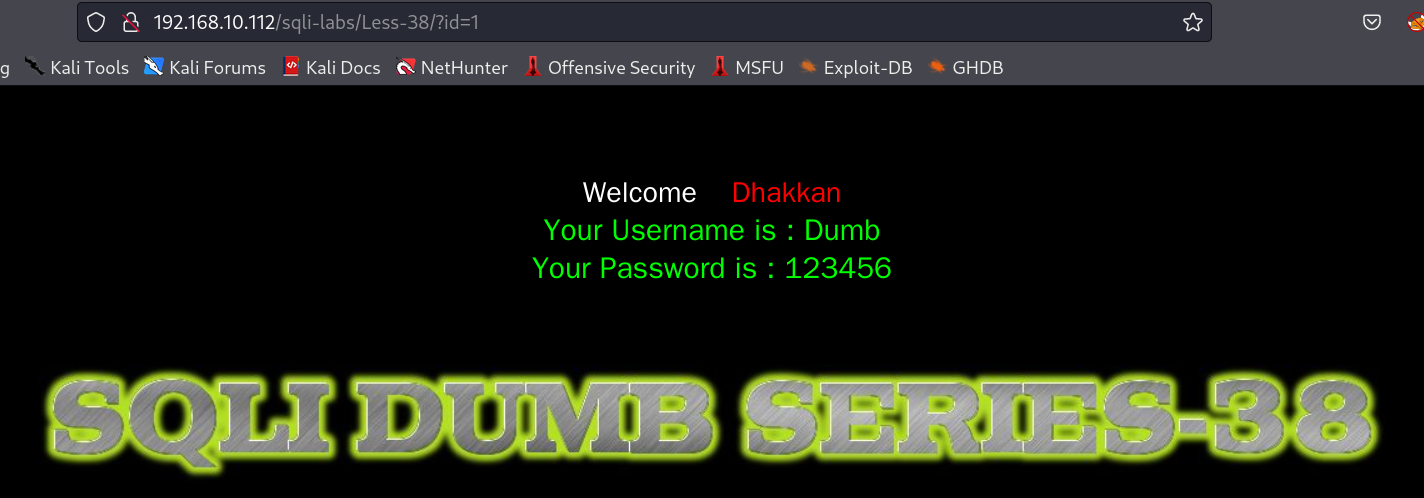 192.168.10.112/sqli-labs/Less-38/?id=1
g Kali Tools Kali Forums Kali Docs NetHunter Offensive Security MSFU Exploit-DB GHDB
Welcome Dhakkan
Your Username is : Dumb
Your Password is : 123456
SQLI DUMB SERIES-38